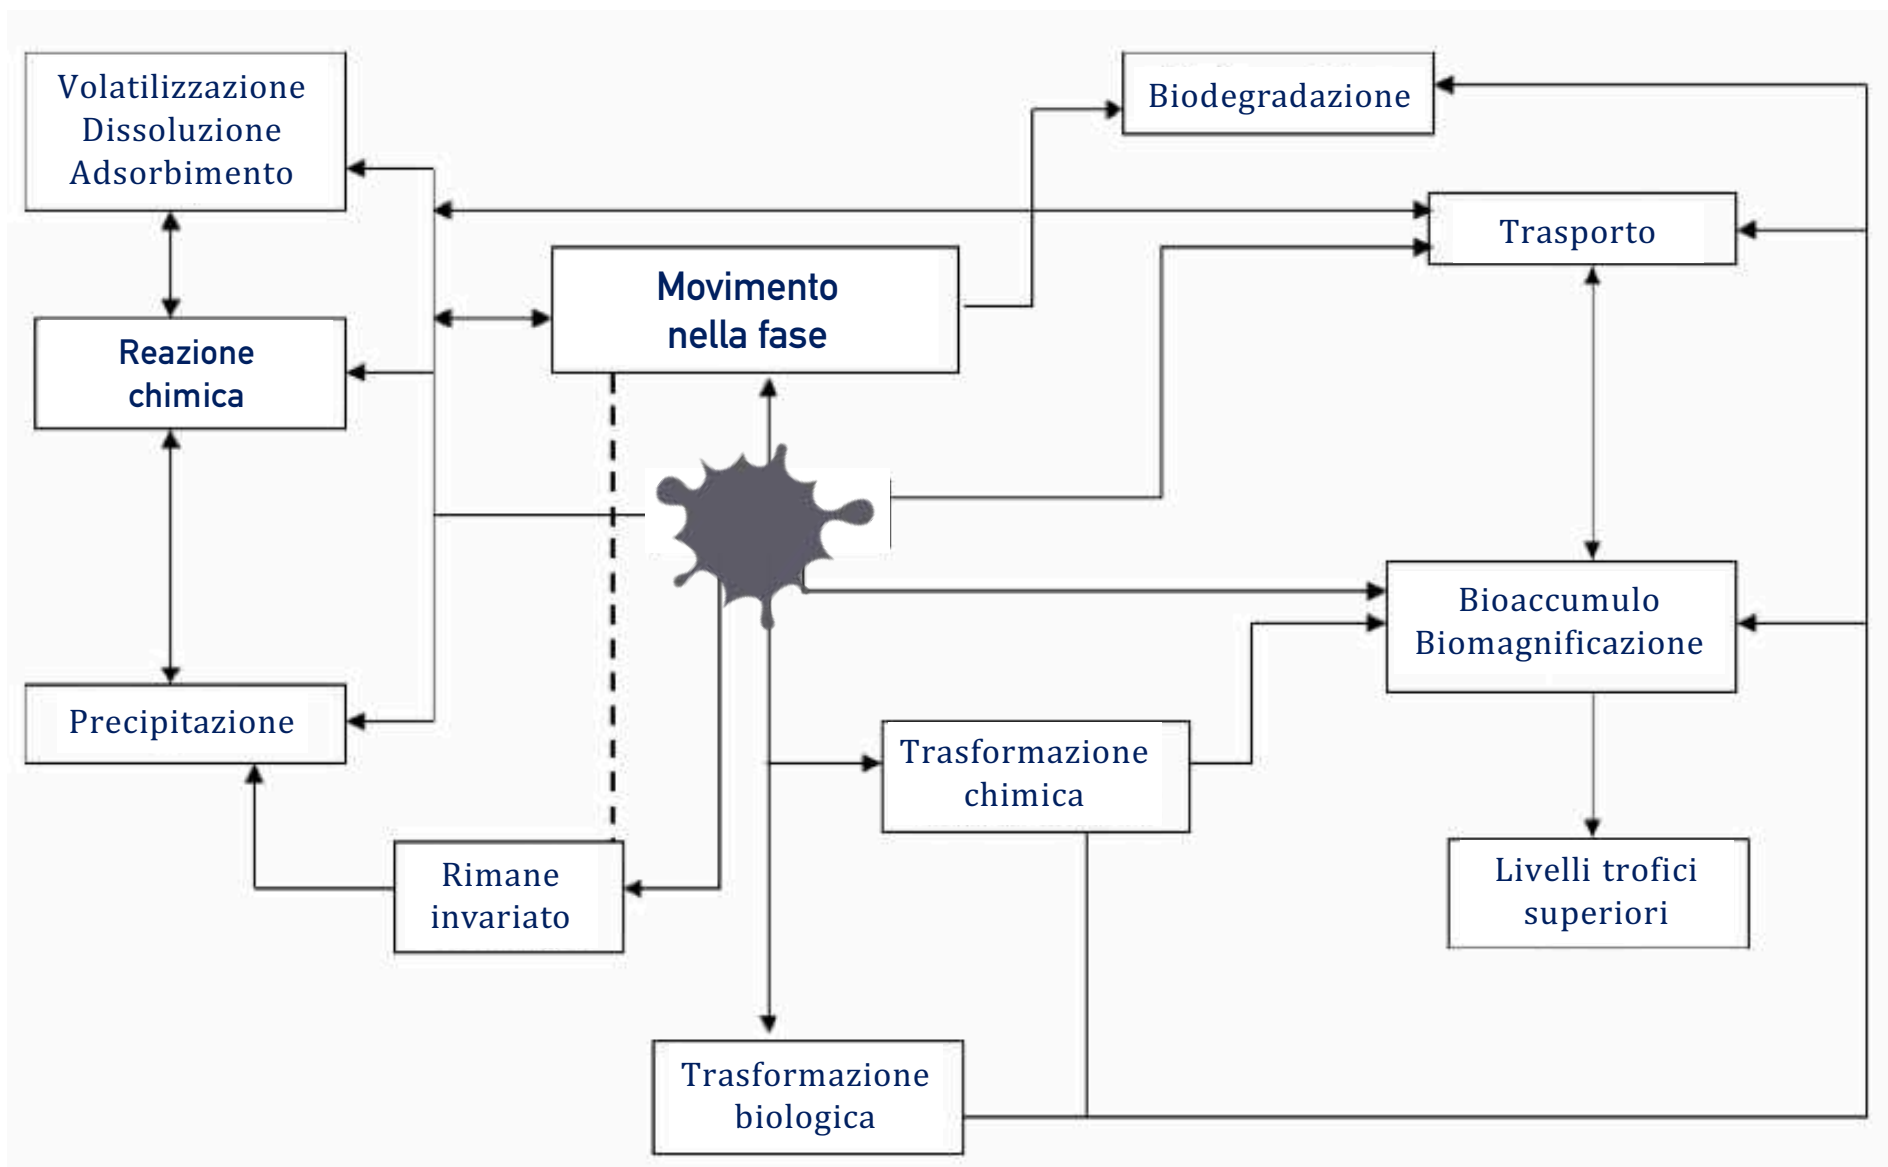 Volatilizzazione
Dissoluzione
Adsorbimento
Biodegradazione
Trasporto
Movimento
nella fase
Reazione
chimica
Bioaccumulo
Biomagnificazione
Precipitazione
Trasformazione
chimica
Rimane
invariato
Livelli trofici
superiori
Trasformazione
biologica